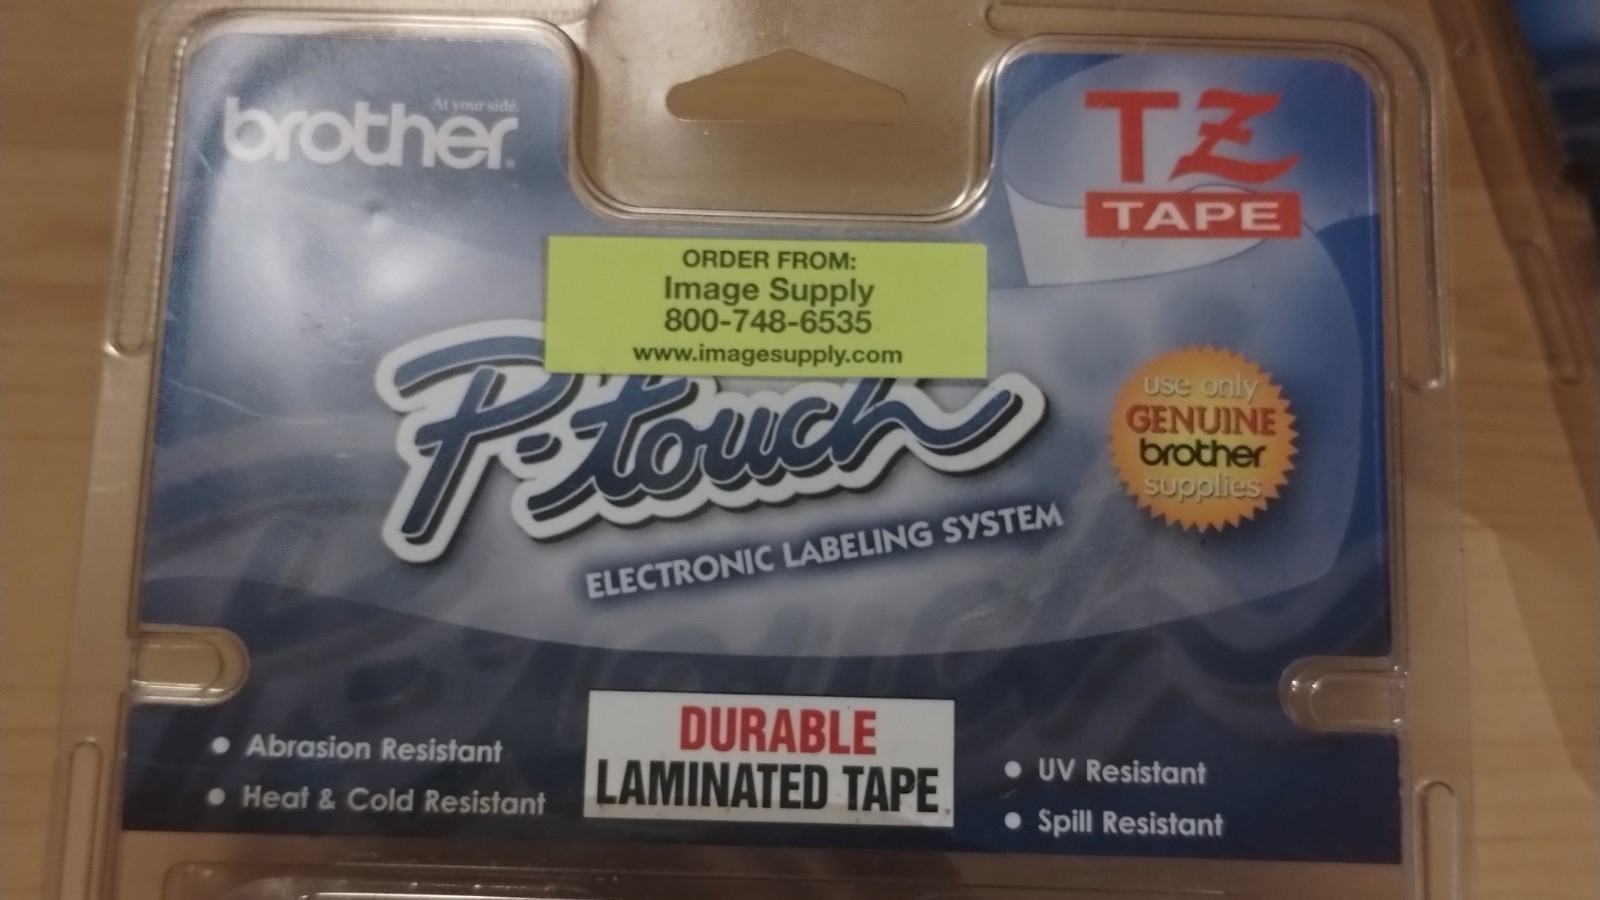 At your side.
brother
TZ
TAPE
ORDER FROM:
Image Supply
800-748-6535
www.imagesupply.com
P-touch
ELECTRONIC LABELING SYSTEM
use only
GENUINE
brother
supplies
DURABLE
LAMINATED TAPE
• Abrasion Resistant
• Heat & Cold Resistant
• UV Resistant
• Spill Resistant